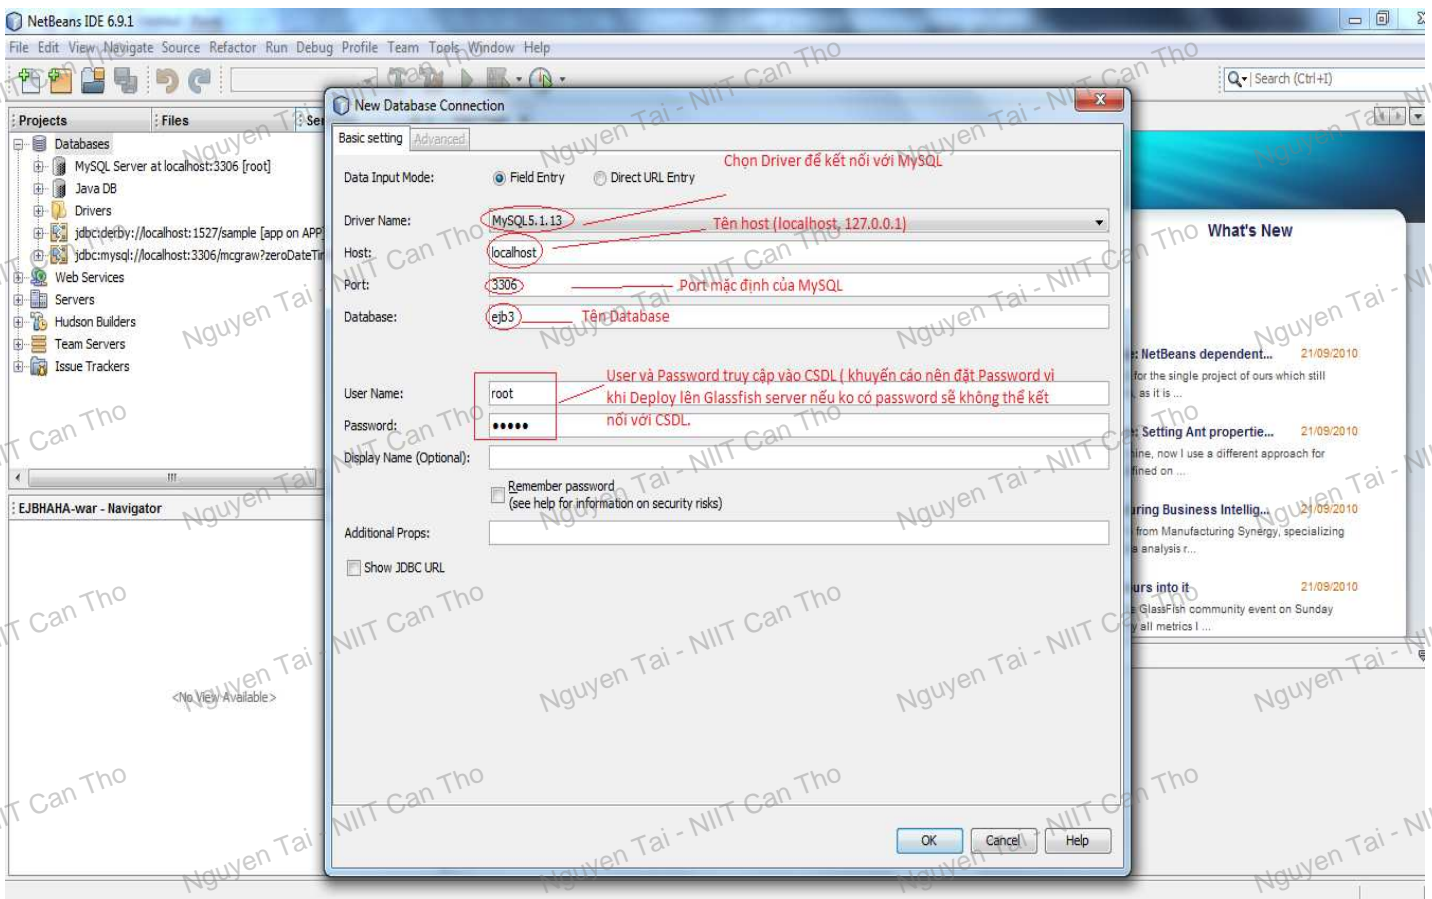 NetBeans IDE 6.9.1
File Edit View Navigate Source Refactor Run Debug Profile Team Tools Window Help
Search (Ctrl+I)
Projects
Files
Ser
Databases
MySQL Server at localhost:3306 [root]
Java DB
Drivers
jdbc:derby://localhost:1527/sample [app on APP]
jdbc:mysql://localhost:3306/mcgraw?zeroDateTin
Web Services
Servers
Hudson Builders
Team Servers
Issue Trackers
EJBHAHA-war - Navigator
<No View Available>
New Database Connection
Basic setting
Advanced
Chọn Driver để kết nối với MySQL
Data Input Mode:
Field Entry
Direct URL Entry
Driver Name:
MySQL5.1.13
Tên host (localhost, 127.0.0.1)
Host:
localhost
Port:
3306
Port mặc định của MySQL
Database:
ejb3
Tên Database
User và Password truy cập vào CSDL ( khuyến cáo nên đặt Password vì
khi Deploy lên Glassfish server nếu ko có password sẽ không thể kết
nối với CSDL.
User Name:
root
Password:
•••••
Display Name (Optional):
Remember password
(see help for information on security risks)
Additional Props:
Show JDBC URL
OK
Cancel
Help
What's New
: NetBeans dependent... 21/09/2010
for the single project of ours which still
, as it is ...
: Setting Ant propertie... 21/09/2010
ine, now I use a different approach for
fined on ...
uring Business Intellig... 21/09/2010
from Manufacturing Synergy, specializing
a analysis r...
urs into it 21/09/2010
GlassFish community event on Sunday
y all metrics I ...
Nguyen Tai - NIIT Can Tho